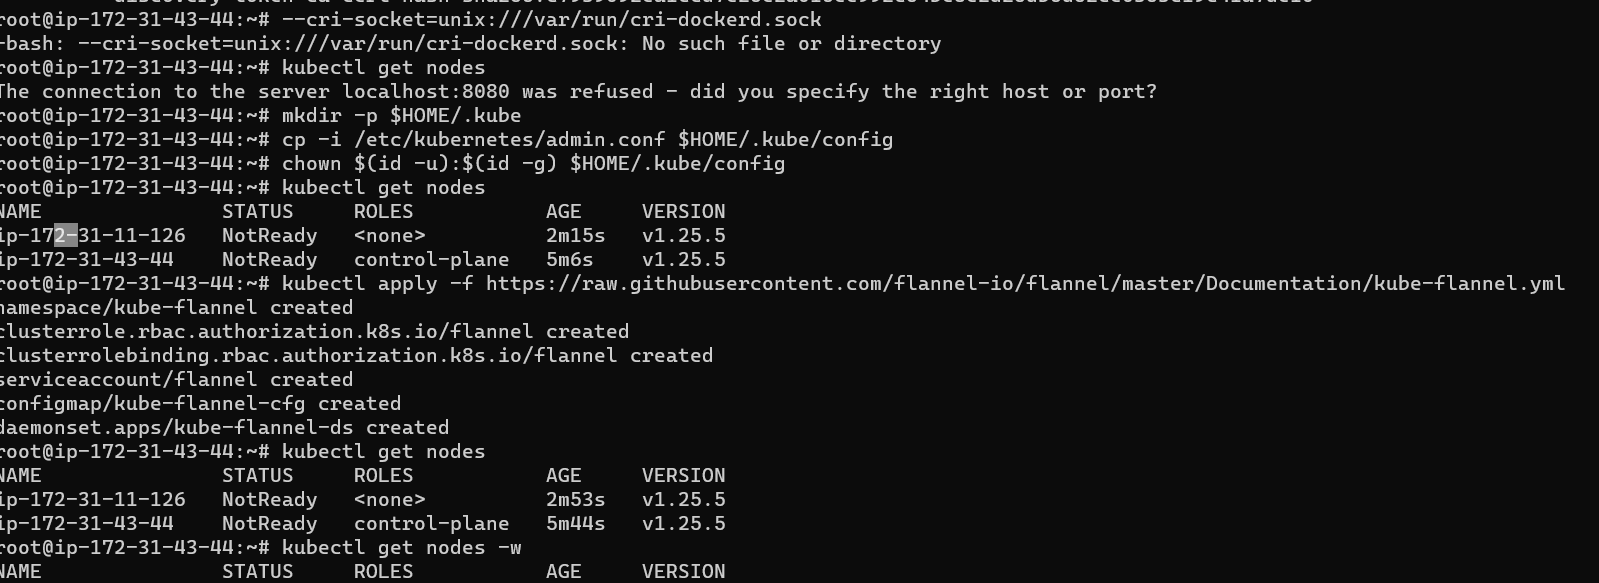 root@ip-172-31-43-44:~# --cri-socket=unix:///var/run/cri-dockerd.sock
-bash: --cri-socket=unix:///var/run/cri-dockerd.sock: No such file or directory
root@ip-172-31-43-44:~# kubectl get nodes
The connection to the server localhost:8080 was refused - did you specify the right host or port?
root@ip-172-31-43-44:~# mkdir -p $HOME/.kube
root@ip-172-31-43-44:~# cp -i /etc/kubernetes/admin.conf $HOME/.kube/config
root@ip-172-31-43-44:~# chown $(id -u):$(id -g) $HOME/.kube/config
root@ip-172-31-43-44:~# kubectl get nodes
NAME               STATUS     ROLES           AGE     VERSION
ip-172-31-11-126   NotReady   <none>          2m15s   v1.25.5
ip-172-31-43-44    NotReady   control-plane   5m6s    v1.25.5
root@ip-172-31-43-44:~# kubectl apply -f https://raw.githubusercontent.com/flannel-io/flannel/master/Documentation/kube-flannel.yml
namespace/kube-flannel created
clusterrole.rbac.authorization.k8s.io/flannel created
clusterrolebinding.rbac.authorization.k8s.io/flannel created
serviceaccount/flannel created
configmap/kube-flannel-cfg created
daemonset.apps/kube-flannel-ds created
root@ip-172-31-43-44:~# kubectl get nodes
NAME               STATUS     ROLES           AGE     VERSION
ip-172-31-11-126   NotReady   <none>          2m53s   v1.25.5
ip-172-31-43-44    NotReady   control-plane   5m44s   v1.25.5
root@ip-172-31-43-44:~# kubectl get nodes -w
NAME               STATUS     ROLES           AGE     VERSION